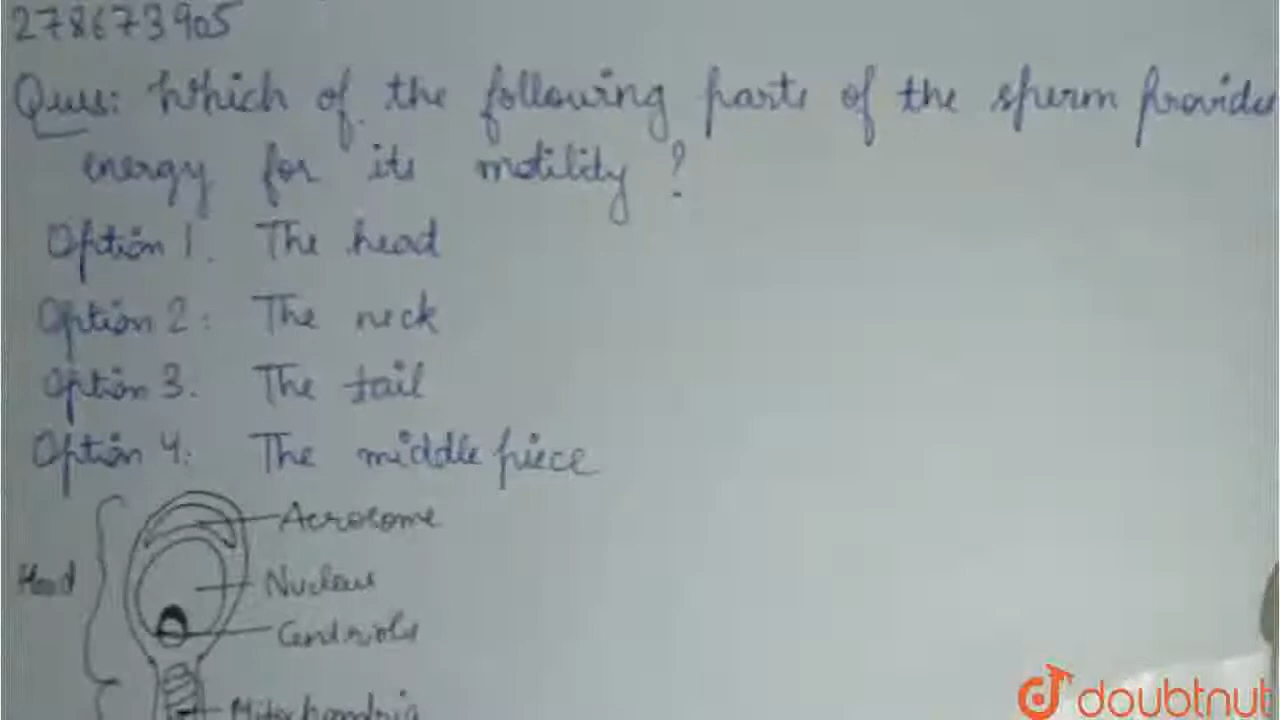 278673905
Ques: Which of the following parts of the sperm provides
energy for its motility ?
Option 1. The head
Option 2: The neck
Option 3. The tail
Option 4: The middle piece
Acrosome
Head
Nucleus
Centriole
Mitochondria
doubtnut